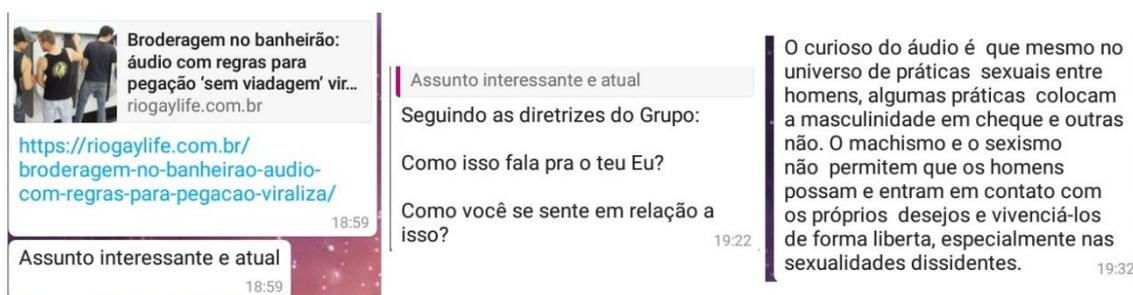 Broderagem no banheirão:
áudio com regras para
pegação ‘sem viadagem’ vir...
riogaylife.com.br
https://riogaylife.com.br/
broderagem-no-banheirao-audio-
com-regras-para-pegacao-viraliza/
18:59
Assunto interessante e atual
18:59
Assunto interessante e atual
Seguindo as diretrizes do Grupo:
Como isso fala pra o teu Eu?
Como você se sente em relação a
isso?
19:22
O curioso do áudio é que mesmo no
universo de práticas sexuais entre
homens, algumas práticas colocam
a masculinidade em cheque e outras
não. O machismo e o sexismo
não permitem que os homens
possam e entram em contato com
os próprios desejos e vivenciá-los
de forma liberta, especialmente nas
sexualidades dissidentes.
19:32